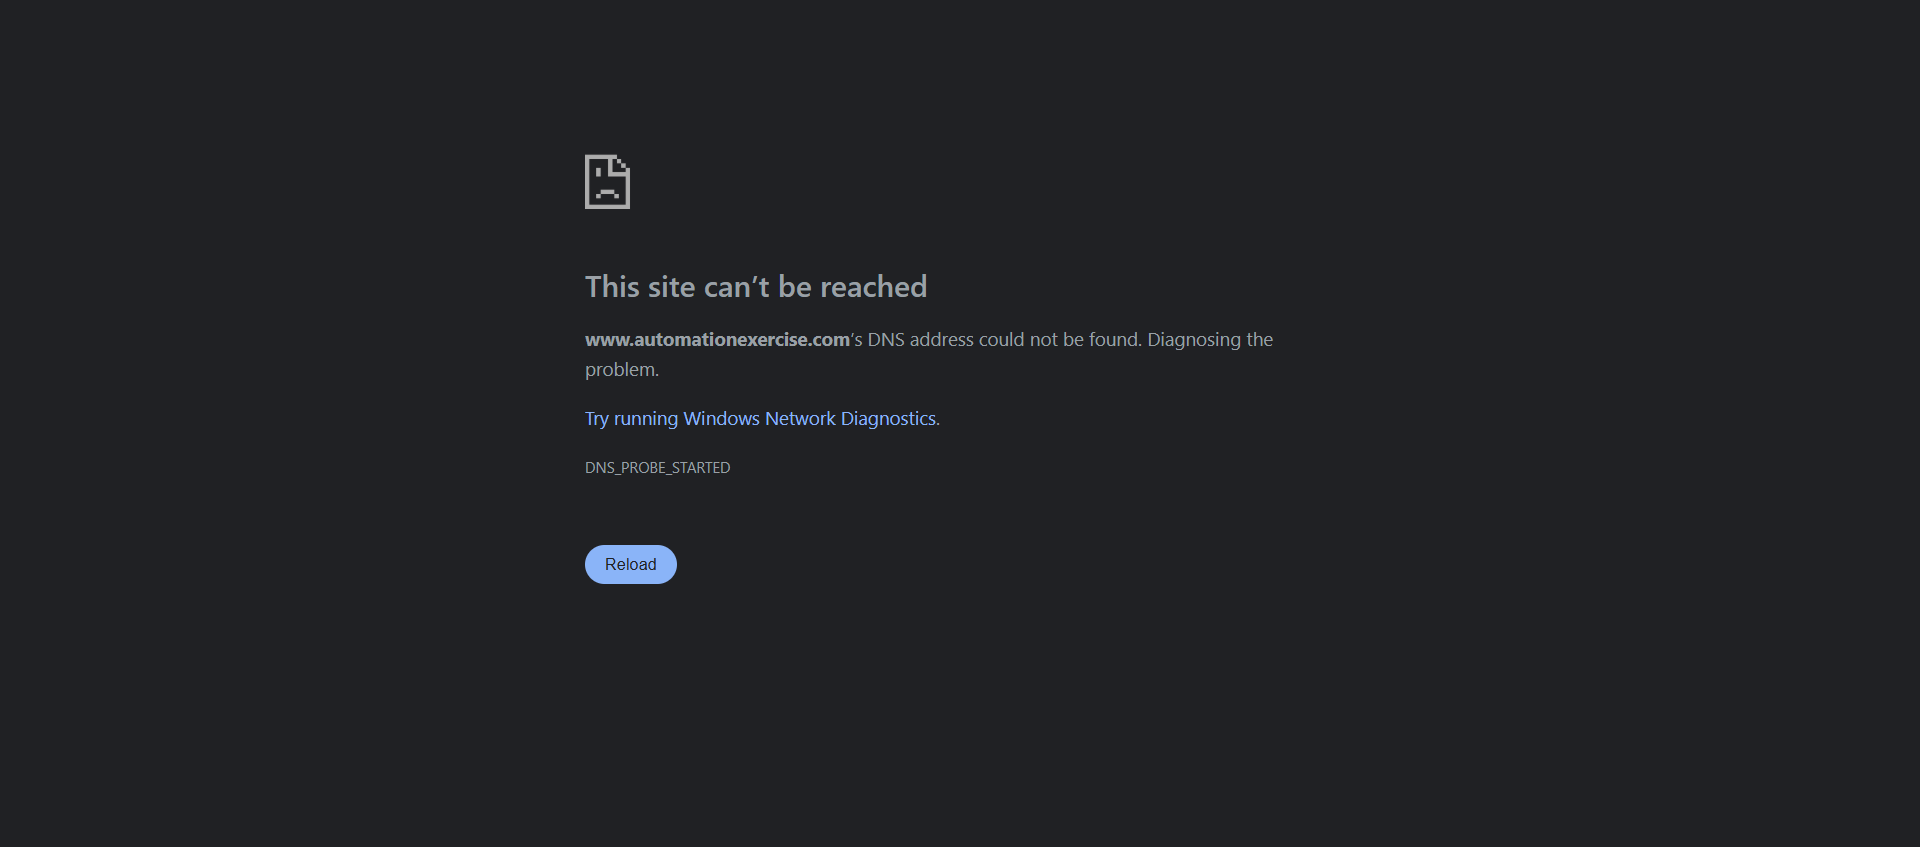 This site can’t be reached
www.automationexercise.com’s DNS address could not be found. Diagnosing the
problem.
Try running Windows Network Diagnostics.
DNS_PROBE_STARTED
Reload